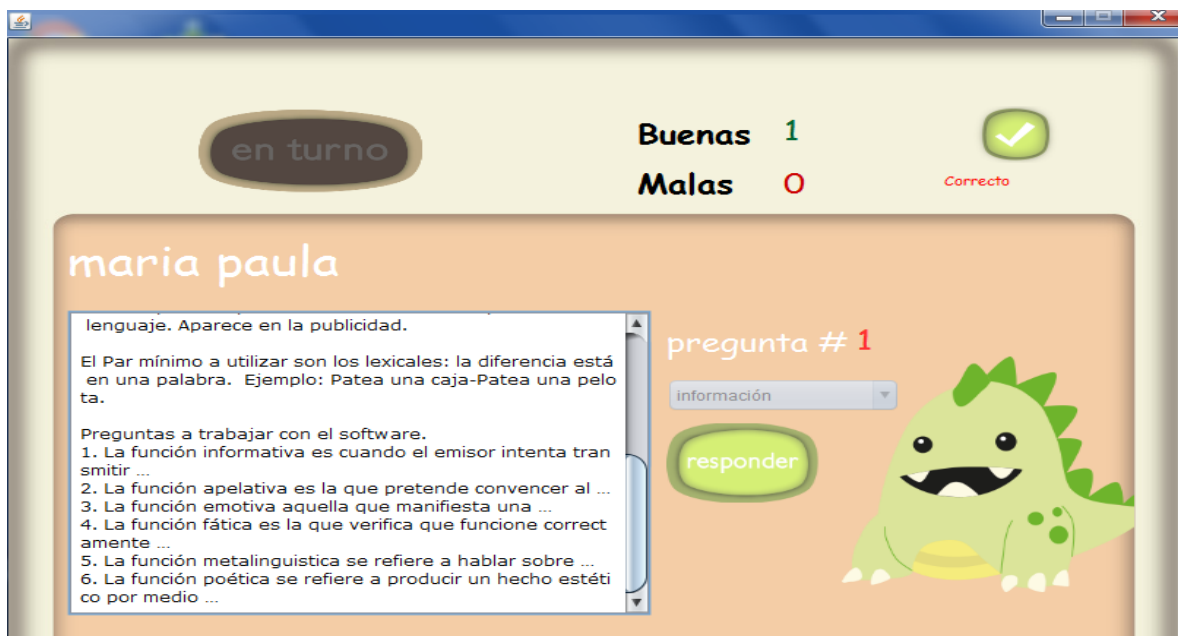 en turno
Buenas 1
Malas 0
Correcto
maria paula
lenguaje. Aparece en la publicidad.
El Par mínimo a utilizar son los lexicales: la diferencia está
en una palabra. Ejemplo: Patea una caja-Patea una pelo
ta.
Preguntas a trabajar con el software.
1. La función informativa es cuando el emisor intenta tran
smitir ...
2. La función apelativa es la que pretende convencer al ...
3. La función emotiva aquella que manifiesta una ...
4. La función fática es la que verifica que funcione correct
amente ...
5. La función metalinguistica se refiere a hablar sobre ...
6. La función poética se refiere a producir un hecho estéti
co por medio ...
pregunta # 1
información
responder